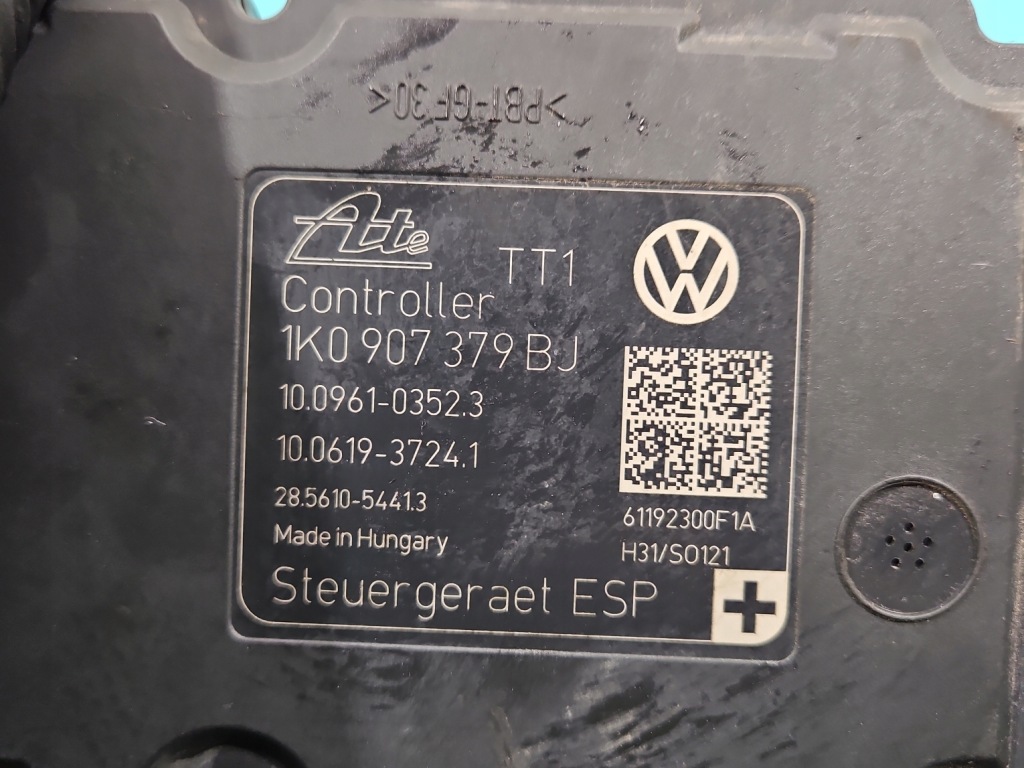 >PBT-GF30<
Ate
TT1
Controller
1K0 907 379 BJ
10.0961-0352.3
10.0619-3724.1
28.5610-5441.3
Made in Hungary
Steuergeraet ESP
VW
61192300F1A
H31/S0121
+